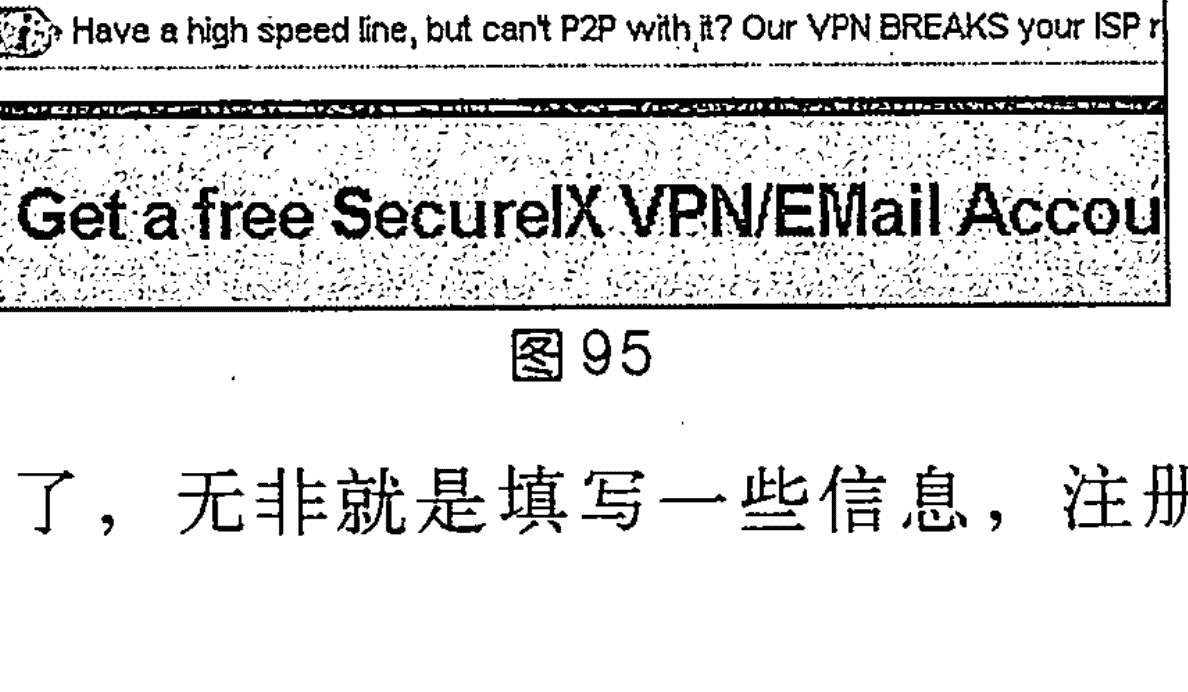 Have a high speed line, but can't P2P with it? Our VPN BREAKS your ISP r
Get a free SecureIX VPN/EMail Accou
图95
了，无非就是填写一些信息，注册